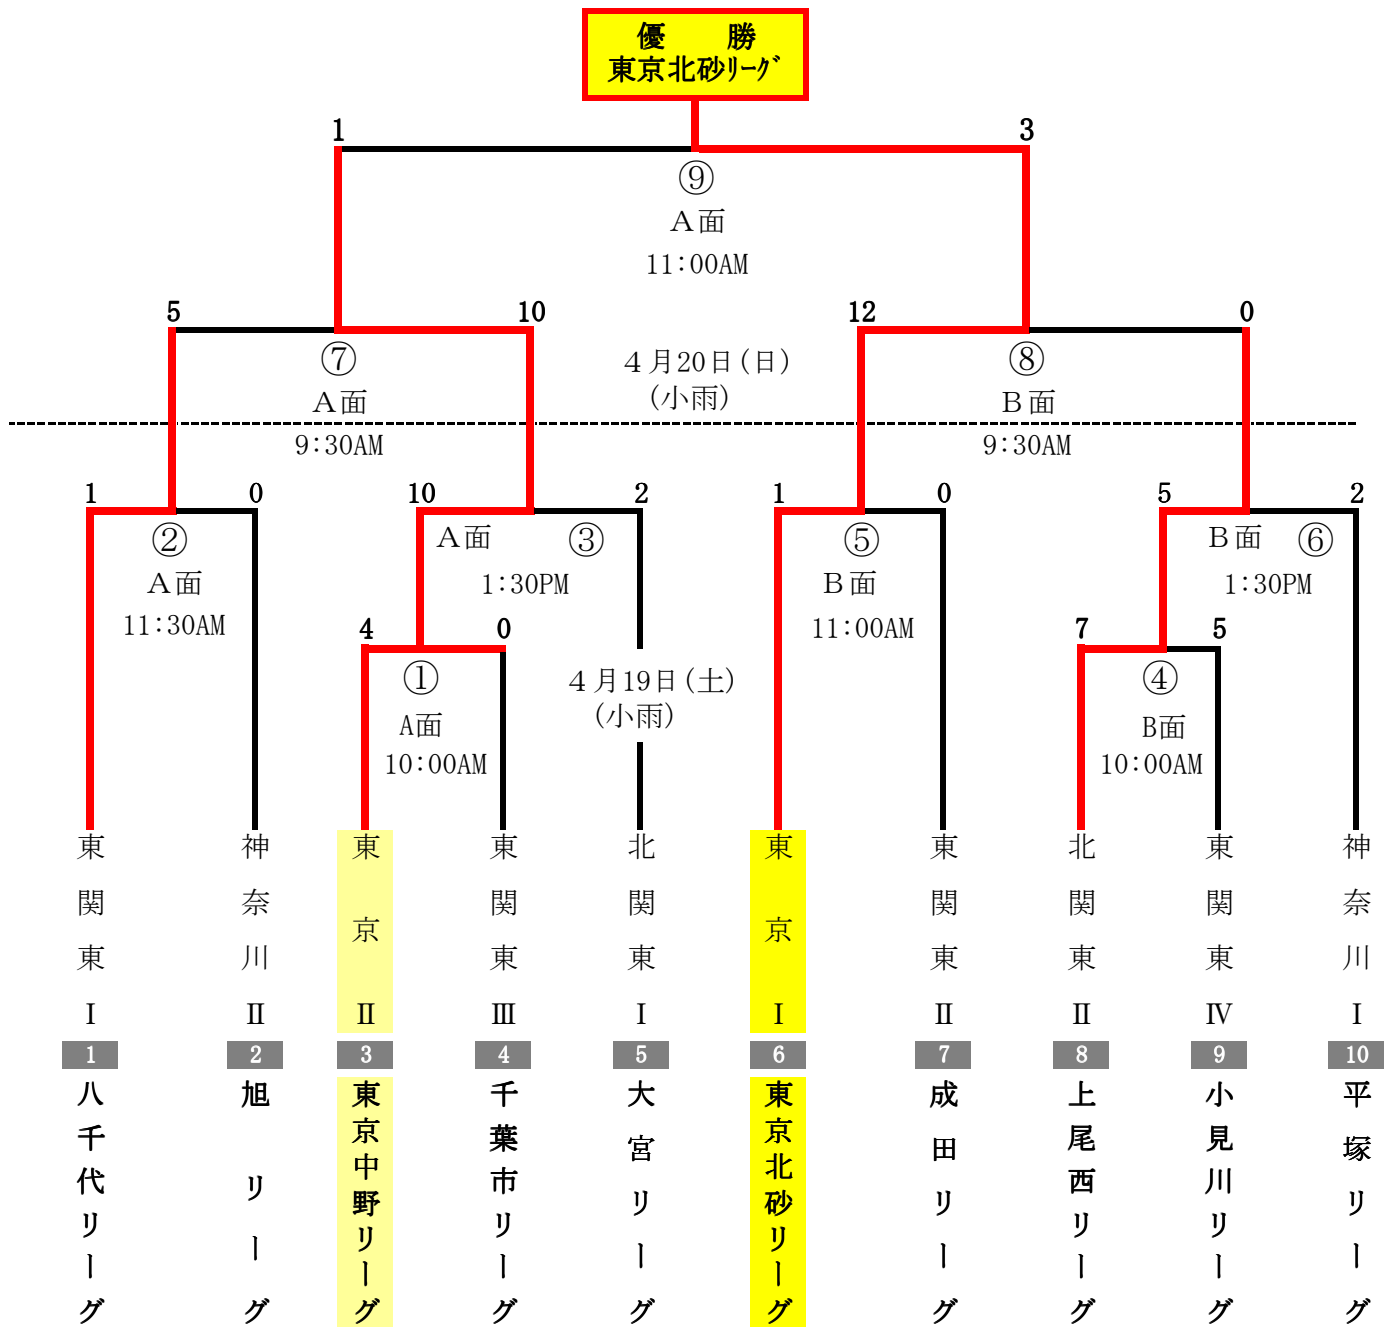 優　勝
東京北砂ﾘｰｸﾞ
1
3
⑨
Ａ面
11:00AM
5
10
12
0
⑦
⑧
４月20日(日)
(小雨)
Ａ面
Ｂ面
9:30AM
9:30AM
1
0
10
2
1
0
5
2
②
Ａ面
③
⑤
Ｂ面
⑥
Ａ面
1:30PM
Ｂ面
1:30PM
11:30AM
11:00AM
4
0
7
5
①
④
４月19日(土)
(小雨)
A面
B面
10:00AM
10:00AM
東関東Ⅰ
神奈川Ⅱ
東京Ⅱ
東関東Ⅲ
北関東Ⅰ
東京Ⅰ
東関東Ⅱ
北関東Ⅱ
東関東Ⅳ
神奈川Ⅰ
1
2
3
4
5
6
7
8
9
10
八千代リーグ
旭リーグ
東京中野リーグ
千葉市リーグ
大宮リーグ
東京北砂リーグ
成田リーグ
上尾西リーグ
小見川リーグ
平塚リーグ